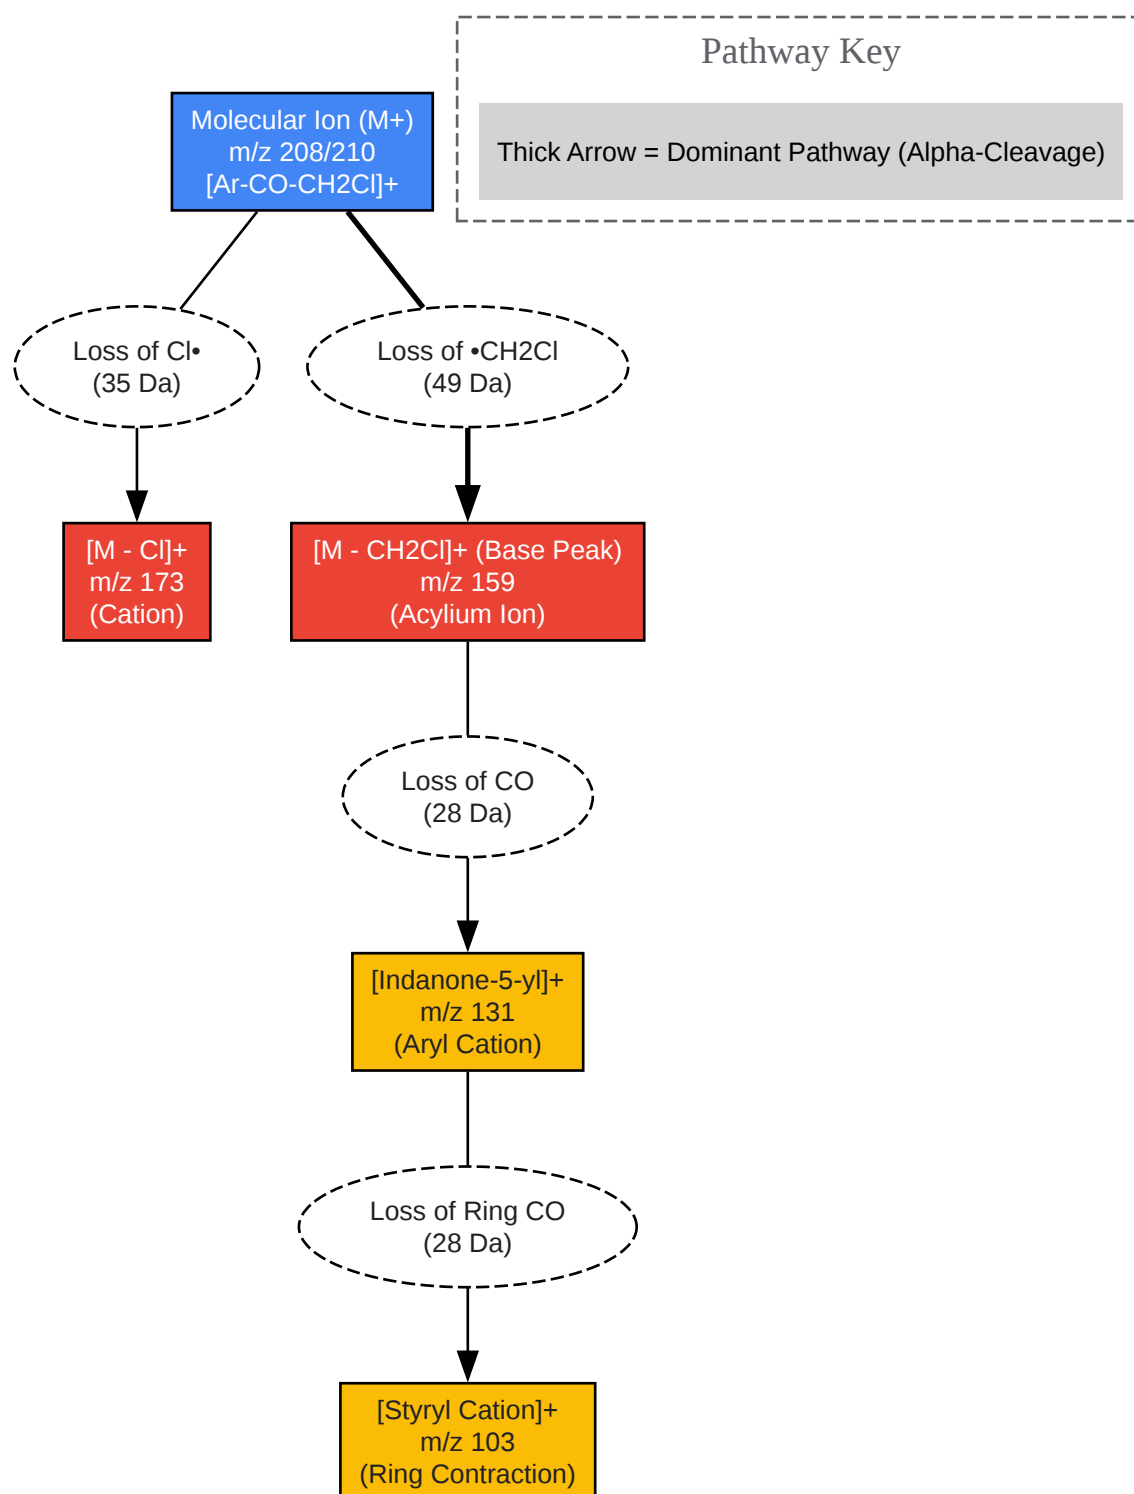 Pathway Key
Thick Arrow = Dominant Pathway (Alpha-Cleavage)
Molecular Ion (M+)
m/z 208/210
[Ar-CO-CH2Cl]+
Loss of Cl•
(35 Da)
Loss of •CH2Cl
(49 Da)
[M - Cl]+
m/z 173
(Cation)
[M - CH2Cl]+ (Base Peak)
m/z 159
(Acylium Ion)
Loss of CO
(28 Da)
[Indanone-5-yl]+
m/z 131
(Aryl Cation)
Loss of Ring CO
(28 Da)
[Styryl Cation]+
m/z 103
(Ring Contraction)